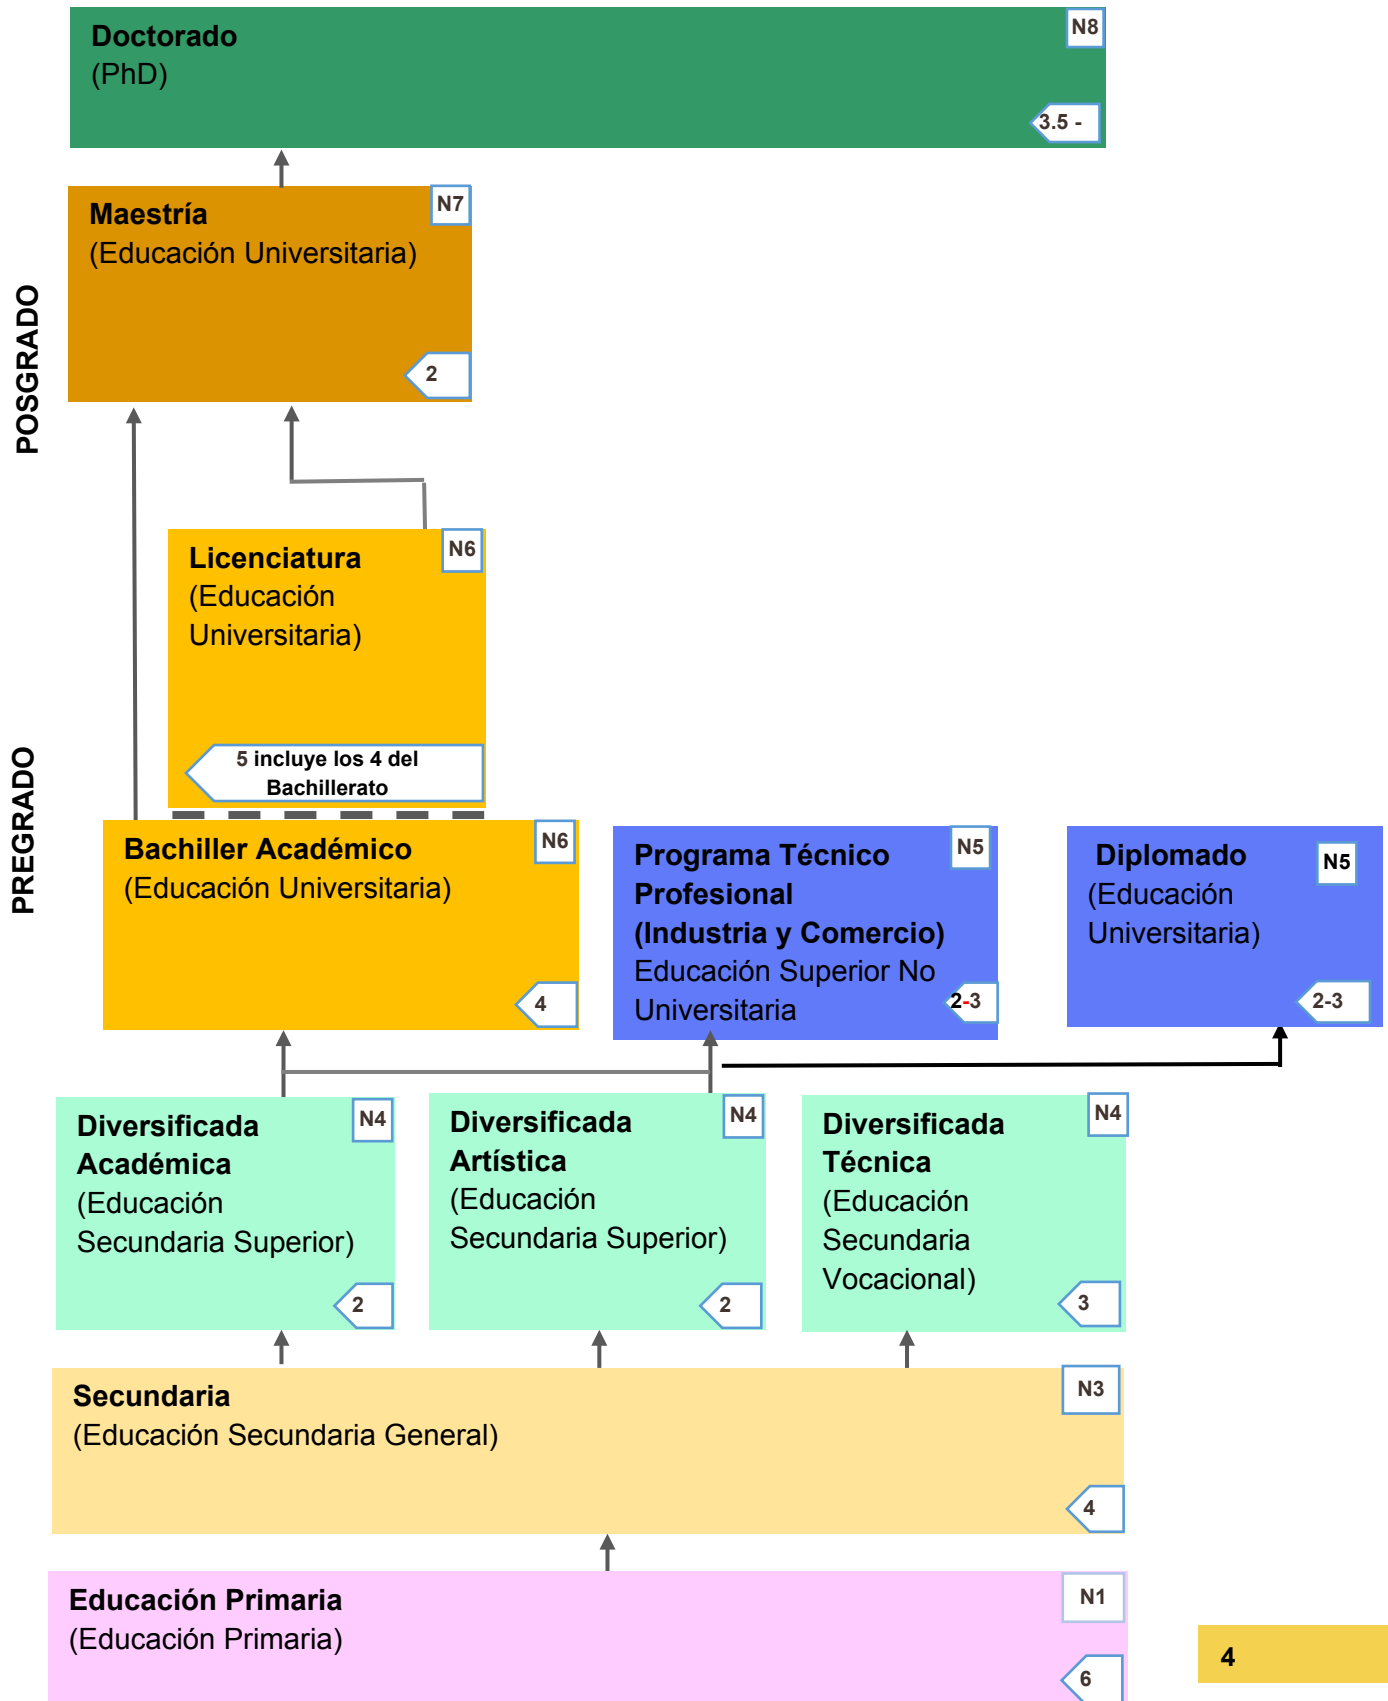 Doctorado
(PhD)
N8
3.5 -
Maestría
(Educación Universitaria)
N7
2
POSGRADO
Licenciatura
(Educación
Universitaria)
N6
5 incluye los 4 del
Bachillerato
PREGRADO
Bachiller Académico
(Educación Universitaria)
N6
4
Programa Técnico
Profesional
(Industria y Comercio)
Educación Superior No
Universitaria
N5
2-3
Diplomado
(Educación
Universitaria)
N5
2-3
Diversificada
Académica
(Educación
Secundaria Superior)
N4
2
Diversificada
Artística
(Educación
Secundaria Superior)
N4
2
Diversificada
Técnica
(Educación
Secundaria
Vocacional)
N4
3
Secundaria
(Educación Secundaria General)
N3
4
Educación Primaria
(Educación Primaria)
N1
6
4